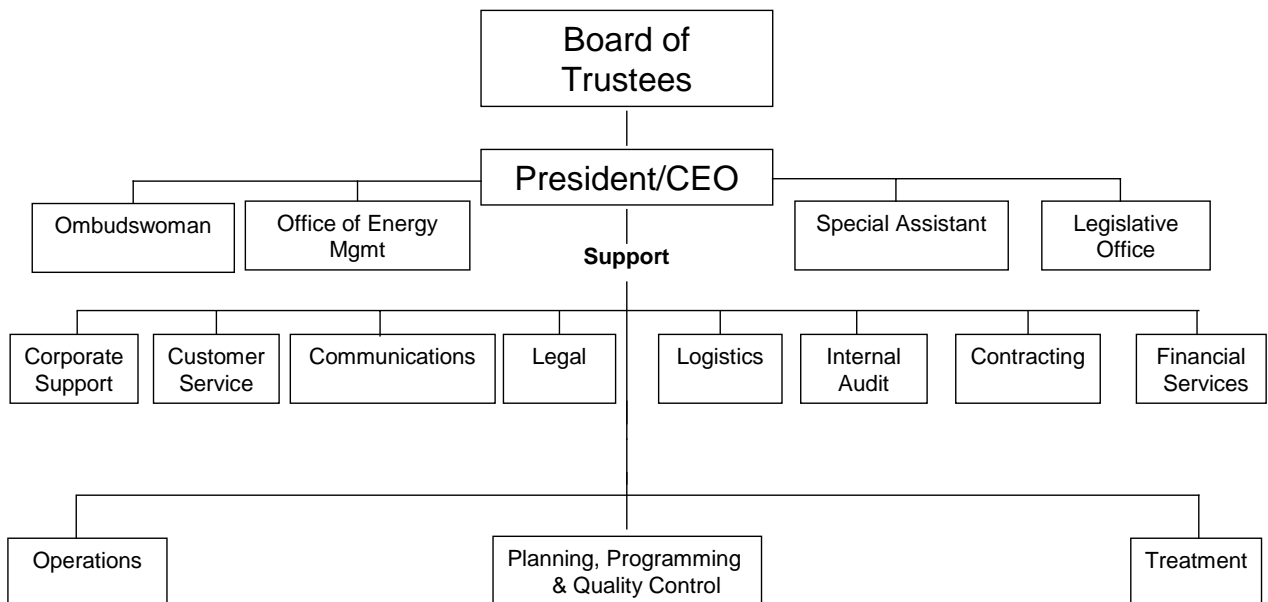 Board of
Trustees
President/CEO
Ombudswoman
Office of Energy
Mgmt
Special Assistant
Legislative
Office
Support
Corporate
Support
Customer
Service
Communications
Legal
Logistics
Internal
Audit
Contracting
Financial
Services
Operations
Planning, Programming
& Quality Control
Treatment